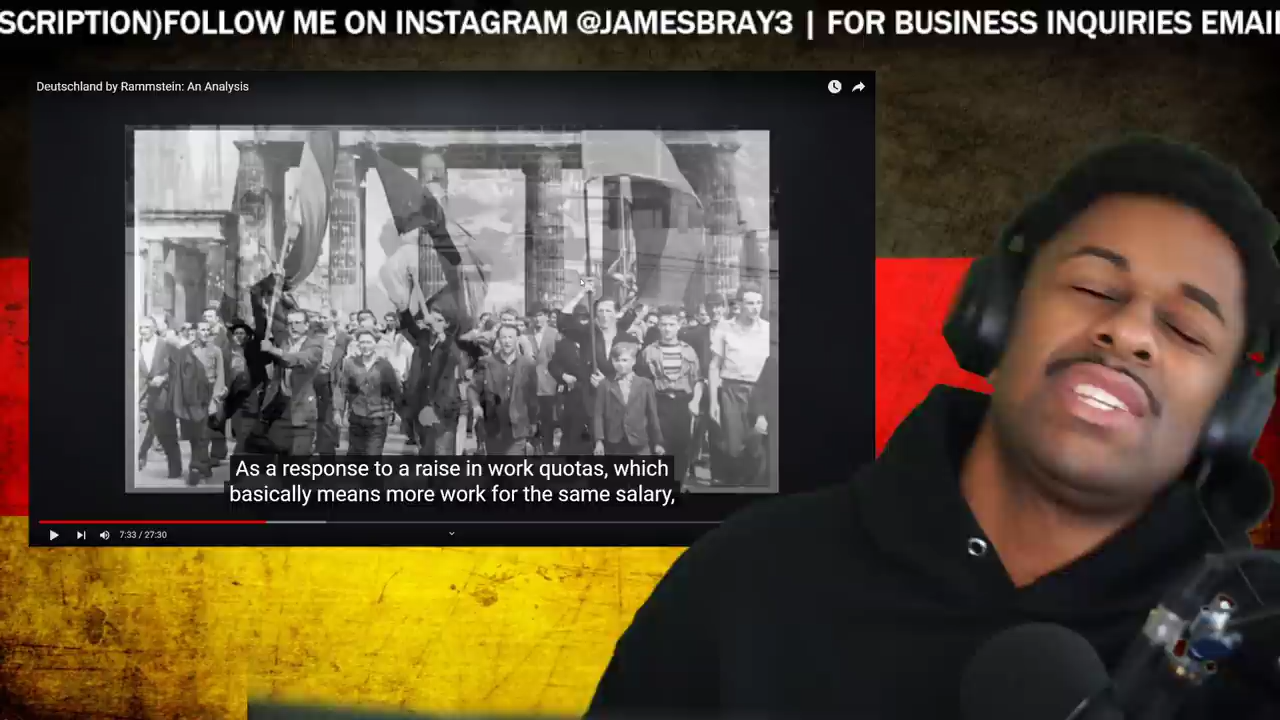 SCRIPTION)FOLLOW ME ON INSTAGRAM @JAMESBRAY3 | FOR BUSINESS INQUIRIES EMAI
Deutschland by Rammstein: An Analysis
As a response to a raise in work quotas, which
basically means more work for the same salary,
7:33 / 27:30